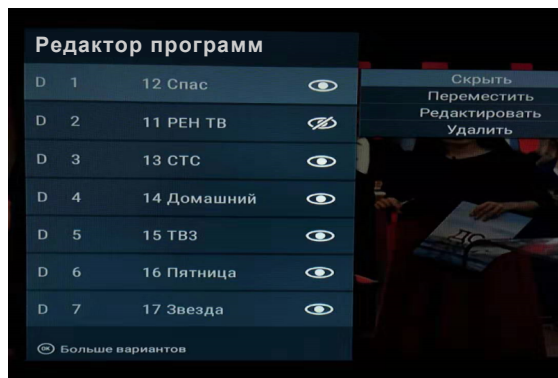 Редактор программ
D 1 12 Спас
D 2 11 РЕН ТВ
D 3 13 СТС
D 4 14 Домашний
D 5 15 ТВ3
D 6 16 Пятница
D 7 17 Звезда
OK Больше вариантов
Скрыть
Переместить
Редактировать
Удалить